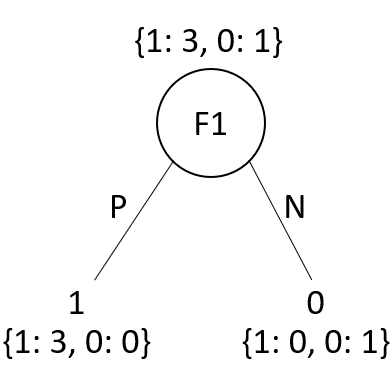 {1: 3, 0: 1}
F1
P
N
1
0
{1: 3, 0: 0}
{1: 0, 0: 1}